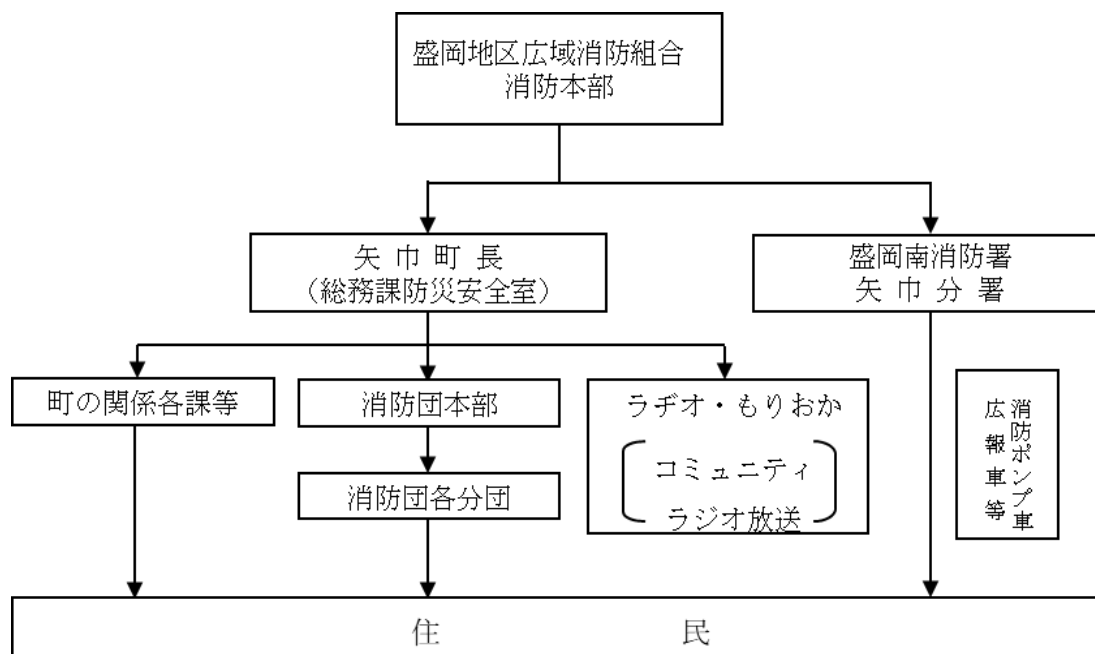 盛岡地区広域消防組合
消防本部
矢巾町長
（総務課防災安全室）
盛岡南消防署
矢巾分署
町の関係各課等
消防団本部
消防団各分団
ラヂオ・もりおか
コミュニティ
ラジオ放送
消防ポンプ車
広報車等
住民